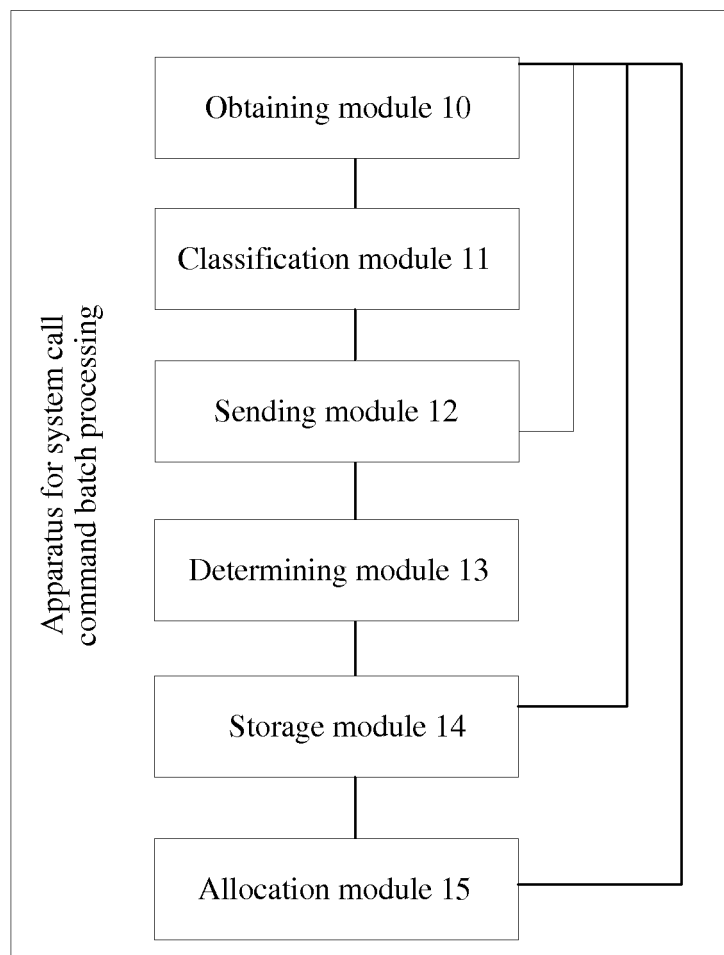 Obtaining module 10
Classification module 11
Sending module 12
Determining module 13
Storage module 14
Allocation module 15
Apparatus for system call
command batch processing